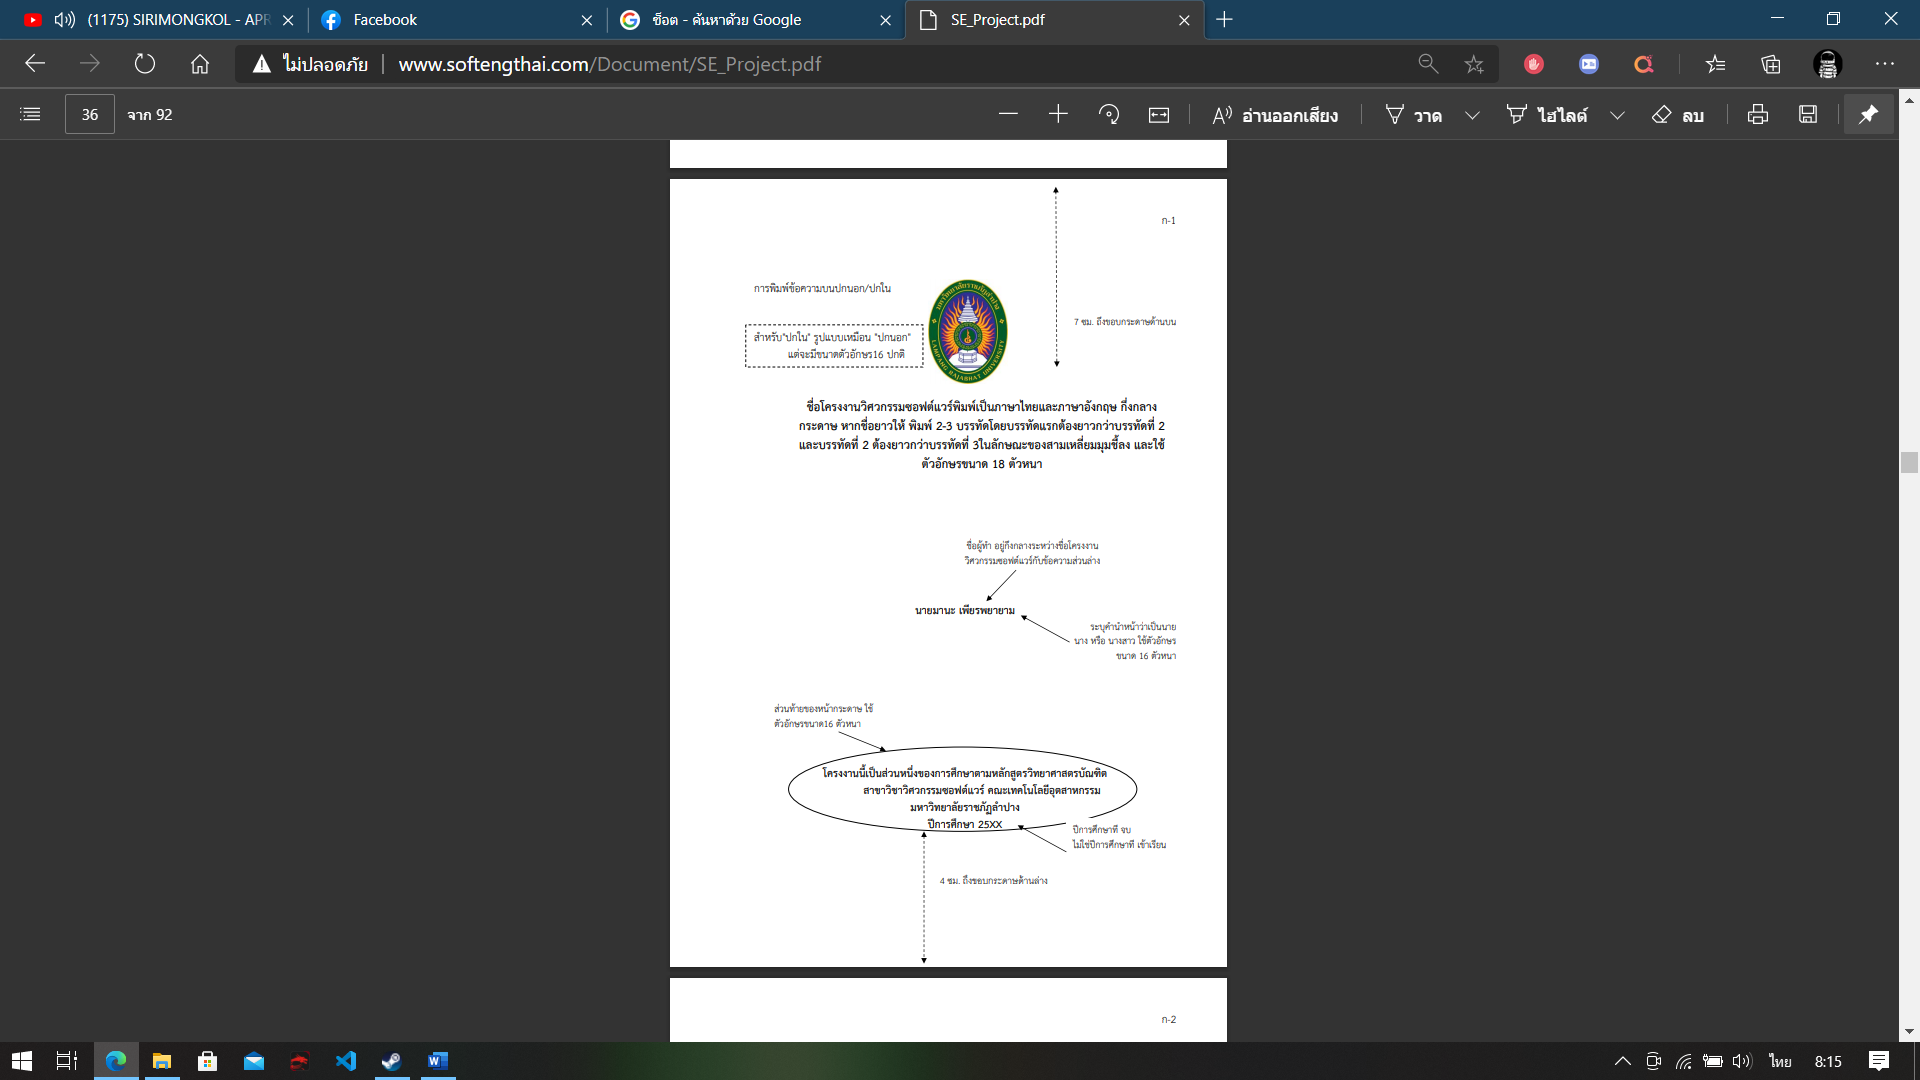 (1175) SIRIMONGKOL - APR
Facebook
ช็อต - ค้นหาด้วย Google
SE_Project.pdf
ไม่ปลอดภัย
www.softengthai.com/Document/SE_Project.pdf
36 จาก 92
อ่านออกเสียง
วาด
ไฮไลต์
ลบ
ก-1
การพิมพ์ข้อความบนปกนอก/ปกใน
7 ซม. ถึงขอบกระดาษด้านบน
สำหรับ"ปกใน" รูปแบบเหมือน "ปกนอก"
แต่จะมีขนาดตัวอักษร16 ปกติ
มหาวิทยาลัยราชภัฏลำปาง
LAMPANG RAJABHAT UNIVERSITY
ชื่อโครงงานวิศวกรรมซอฟต์แวร์พิมพ์เป็นภาษาไทยและภาษาอังกฤษ กึ่งกลาง
กระดาษ หากชื่อยาวให้ พิมพ์ 2-3 บรรทัดโดยบรรทัดแรกต้องยาวกว่าบรรทัดที่ 2
และบรรทัดที่ 2 ต้องยาวกว่าบรรทัดที่ 3ในลักษณะของสามเหลี่ยมมุมชี้ลง และใช้
ตัวอักษรขนาด 18 ตัวหนา
ชื่อผู้ทำ อยู่กึ่งกลางระหว่างชื่อโครงงาน
วิศวกรรมซอฟต์แวร์กับข้อความส่วนล่าง
นายมานะ เพียรพยายาม
ระบุคำนำหน้าว่าเป็นนาย
นาง หรือ นางสาว ใช้ตัวอักษร
ขนาด 16 ตัวหนา
ส่วนท้ายของหน้ากระดาษ ใช้
ตัวอักษรขนาด16 ตัวหนา
โครงงานนี้เป็นส่วนหนึ่งของการศึกษาตามหลักสูตรวิทยาศาสตรบัณฑิต
สาขาวิชาวิศวกรรมซอฟต์แวร์ คณะเทคโนโลยีอุตสาหกรรม
มหาวิทยาลัยราชภัฏลำปาง
ปีการศึกษา 25XX
ปีการศึกษาที่ จบ
ไม่ใช่ปีการศึกษาที่ เข้าเรียน
4 ซม. ถึงขอบกระดาษด้านล่าง
ก-2
ไทย
8:15